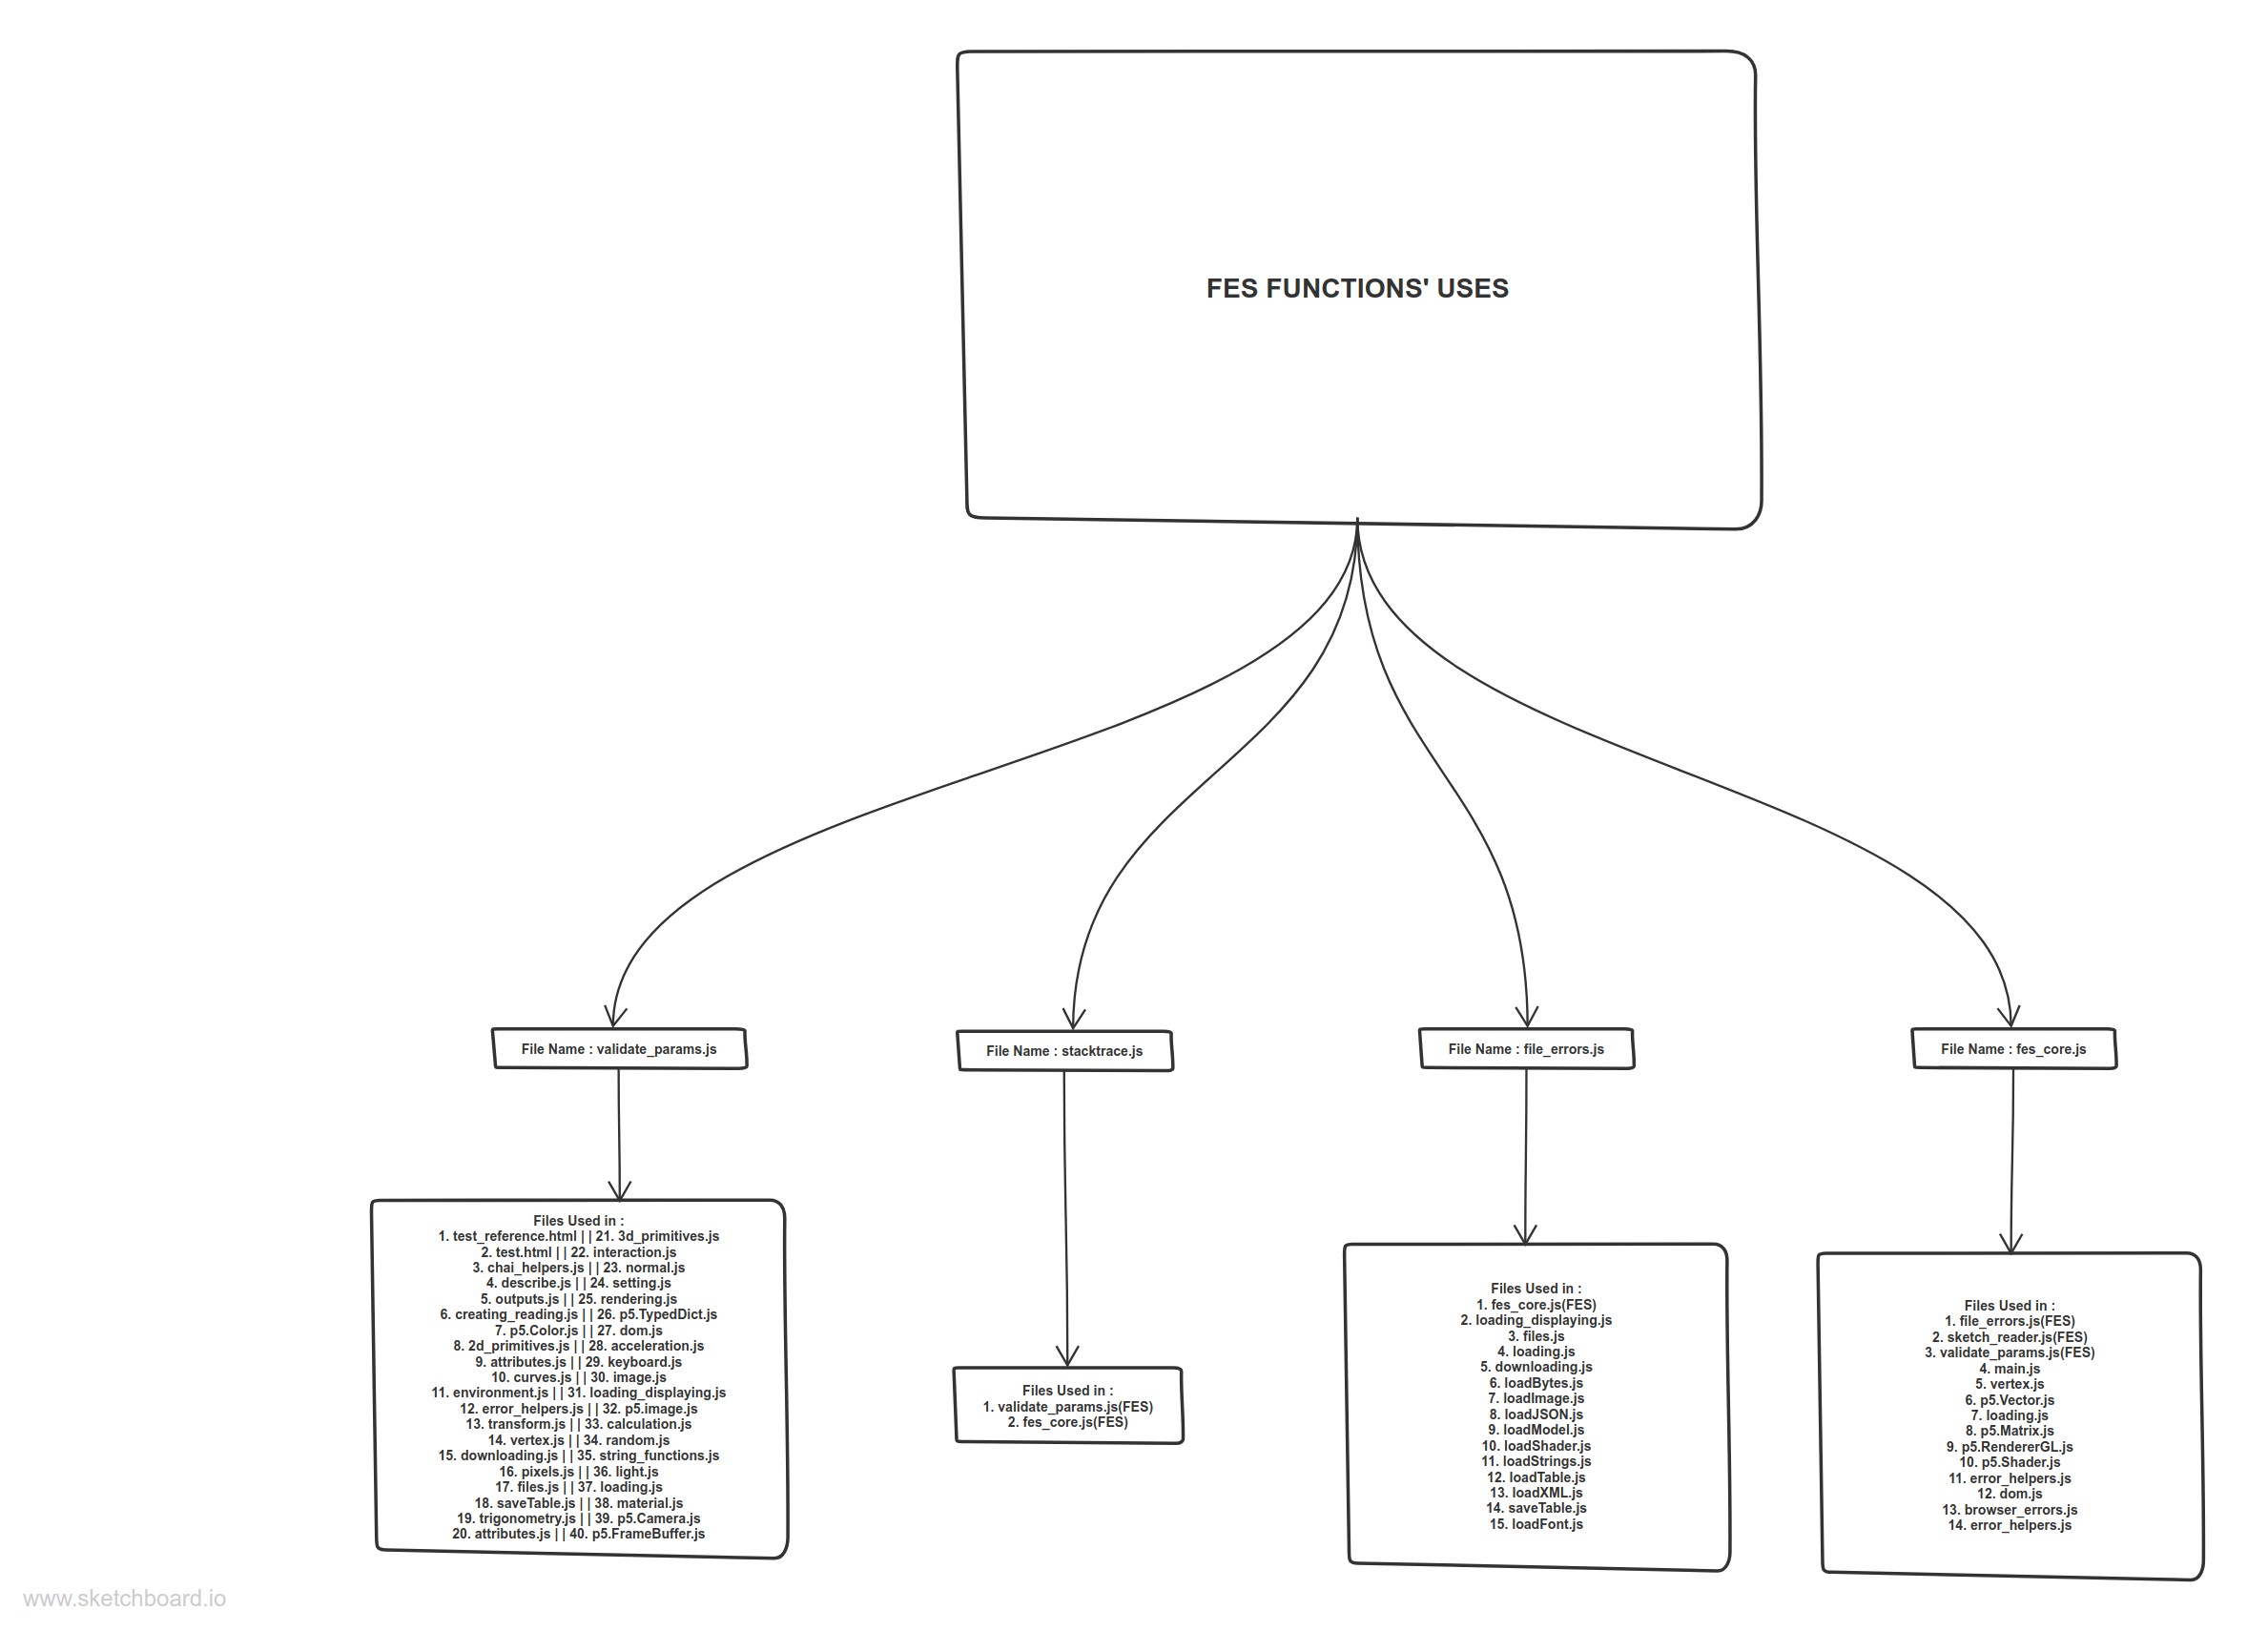 FES FUNCTIONS' USES
File Name : validate_params.js
File Name : stacktrace.js
File Name : file_errors.js
File Name : fes_core.js
Files Used in :
1. test_reference.html | | 21. 3d_primitives.js
2. test.html | | 22. interaction.js
3. chai_helpers.js | | 23. normal.js
4. describe.js | | 24. setting.js
5. outputs.js | | 25. rendering.js
6. creating_reading.js | | 26. p5.TypedDict.js
7. p5.Color.js | | 27. dom.js
8. 2d_primitives.js | | 28. acceleration.js
9. attributes.js | | 29. keyboard.js
10. curves.js | | 30. image.js
11. environment.js | | 31. loading_displaying.js
12. error_helpers.js | | 32. p5.image.js
13. transform.js | | 33. calculation.js
14. vertex.js | | 34. random.js
15. downloading.js | | 35. string_functions.js
16. pixels.js | | 36. light.js
17. files.js | | 37. loading.js
18. saveTable.js | | 38. material.js
19. trigonometry.js | | 39. p5.Camera.js
20. attributes.js | | 40. p5.FrameBuffer.js
Files Used in :
1. validate_params.js(FES)
2. fes_core.js(FES)
Files Used in :
1. fes_core.js(FES)
2. loading_displaying.js
3. files.js
4. loading.js
5. downloading.js
6. loadBytes.js
7. loadImage.js
8. loadJSON.js
9. loadModel.js
10. loadShader.js
11. loadStrings.js
12. loadTable.js
13. loadXML.js
14. saveTable.js
15. loadFont.js
Files Used in :
1. file_errors.js(FES)
2. sketch_reader.js(FES)
3. validate_params.js(FES)
4. main.js
5. vertex.js
6. p5.Vector.js
7. loading.js
8. p5.Matrix.js
9. p5.RendererGL.js
10. p5.Shader.js
11. error_helpers.js
12. dom.js
13. browser_errors.js
14. error_helpers.js
www.sketchboard.io